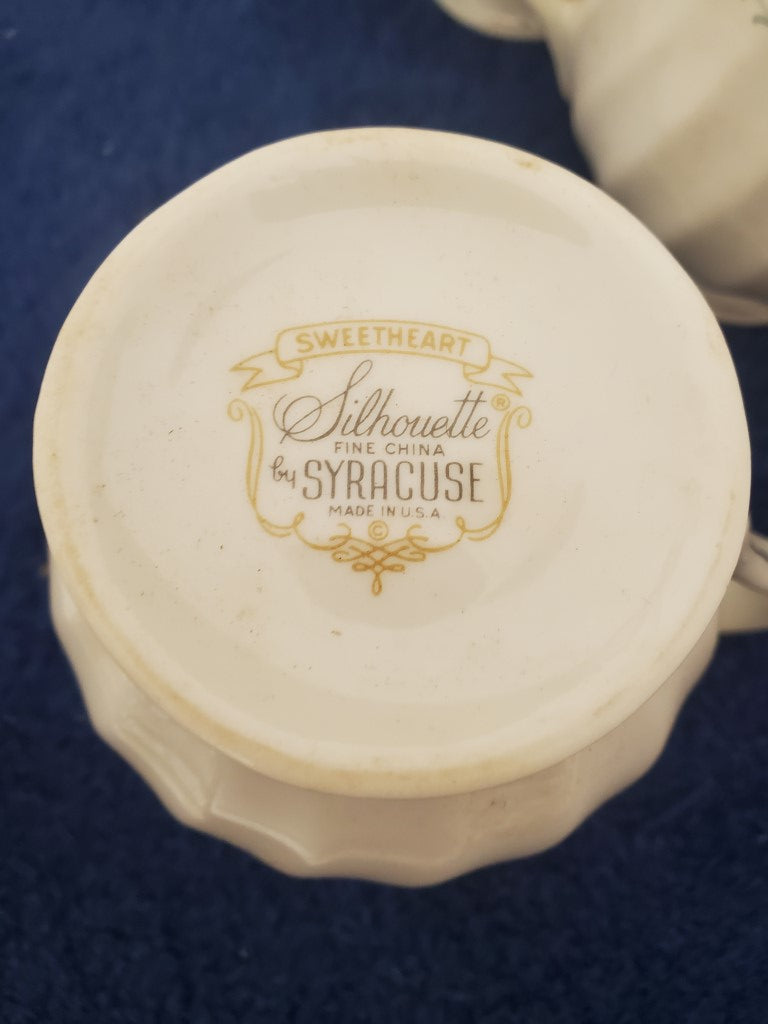 SWEETHEART
Silhouette ®
FINE CHINA
by SYRACUSE
MADE IN U.S.A.
©